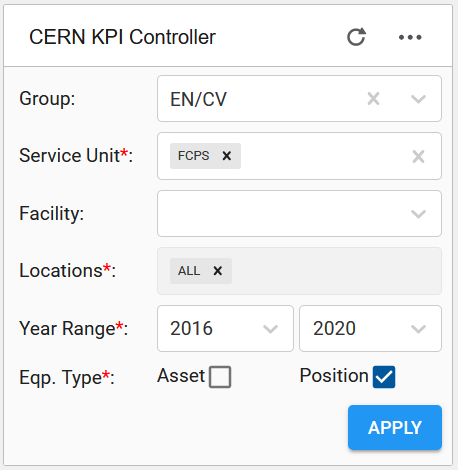 CERN KPI Controller
Group: EN/CV
Service Unit*: FCPS
Facility:
Locations*: ALL
Year Range*: 2016 2020
Eqp. Type*: Asset Position
APPLY